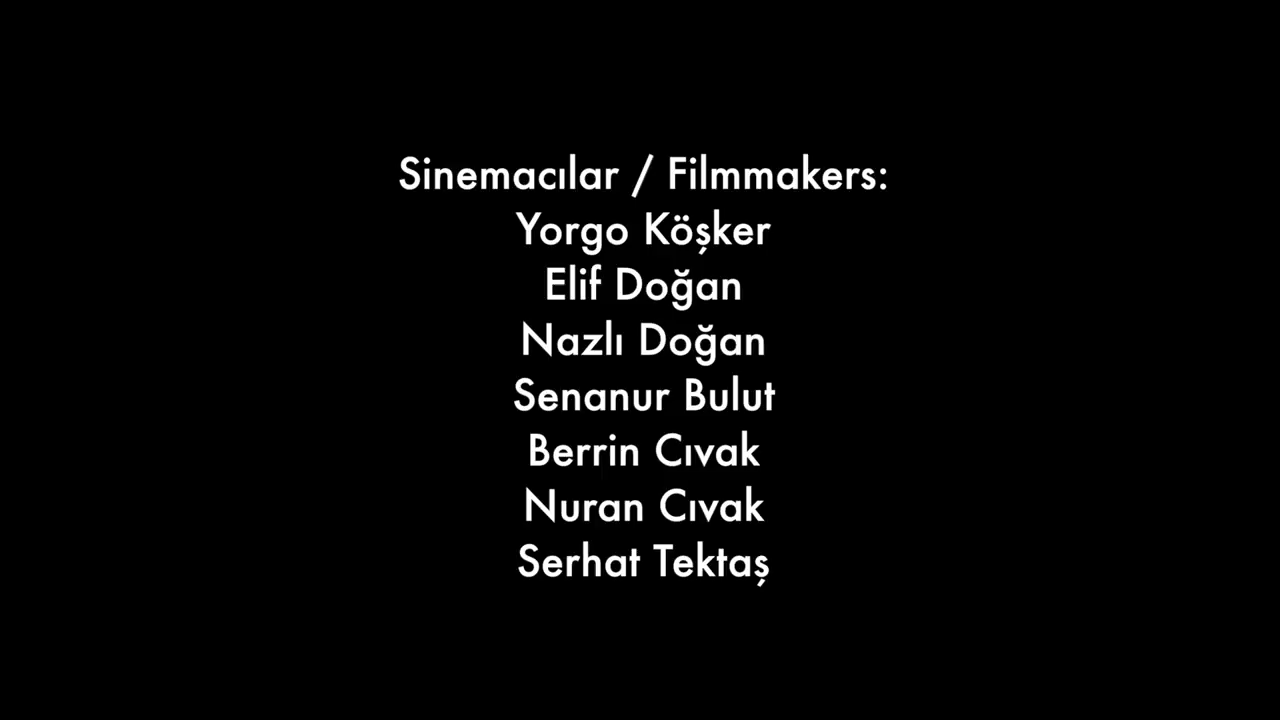 Sinemacılar / Filmmakers:
Yorgo Köşker
Elif Doğan
Nazlı Doğan
Senanur Bulut
Berrin Cıvak
Nuran Cıvak
Serhat Tektaş